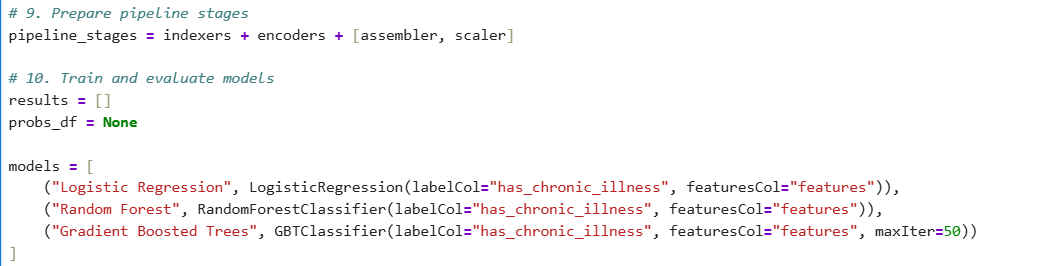 # 9. Prepare pipeline stages
pipeline_stages = indexers + encoders + [assembler, scaler]
# 10. Train and evaluate models
results = []
probs_df = None
models = [
    ("Logistic Regression", LogisticRegression(labelCol="has_chronic_illness", featuresCol="features")),
    ("Random Forest", RandomForestClassifier(labelCol="has_chronic_illness", featuresCol="features")),
    ("Gradient Boosted Trees", GBTClassifier(labelCol="has_chronic_illness", featuresCol="features", maxIter=50))
]